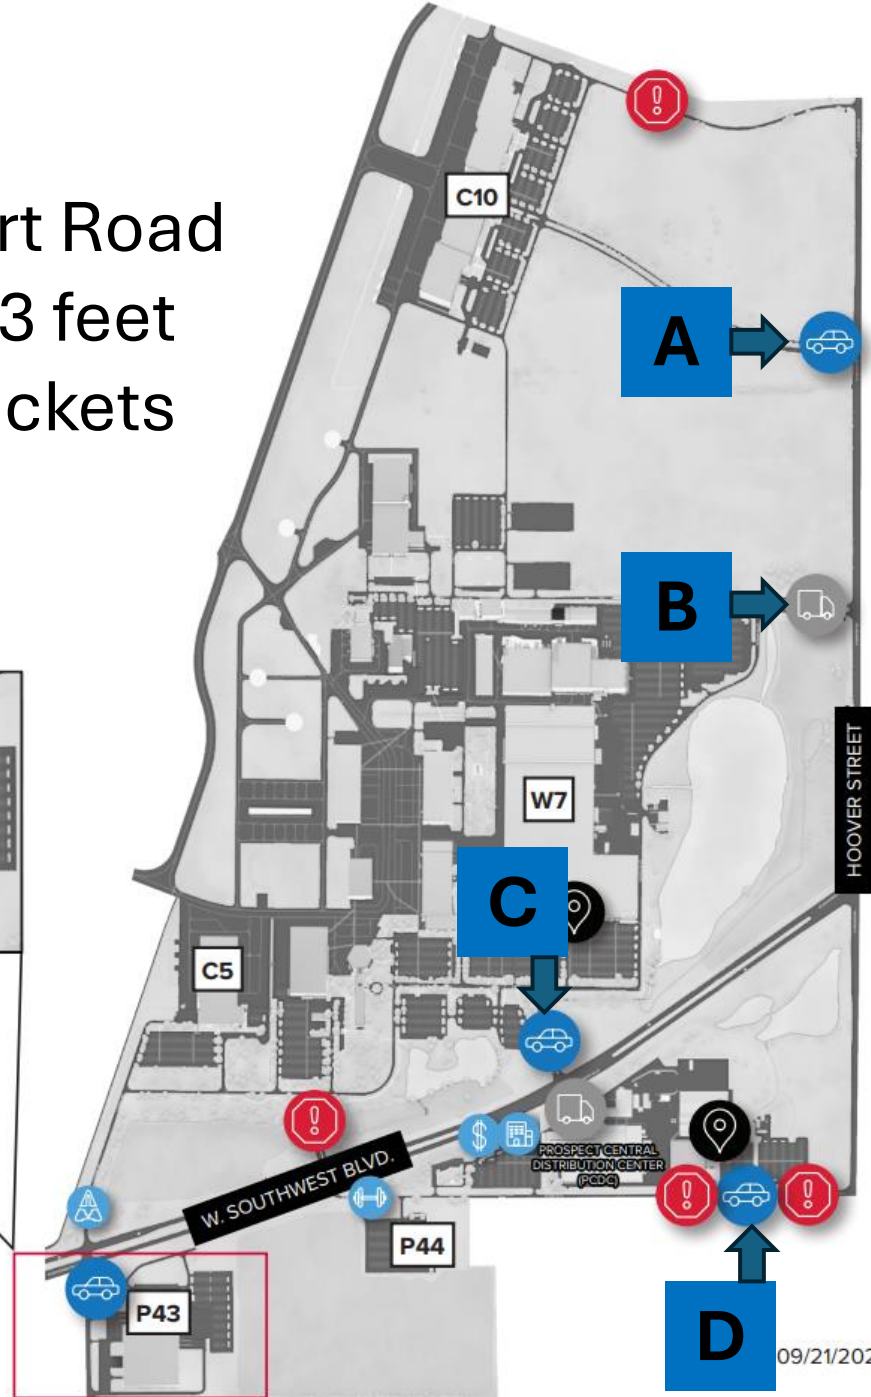 rt Road
3 feet
ckets
C10
A
B
HOOVER STREET
W7
C
C5
$
PROSPECT CENTRAL
DISTRIBUTION CENTER
(PCDC)
W. SOUTHWEST BLVD.
P44
P43
D
09/21/202